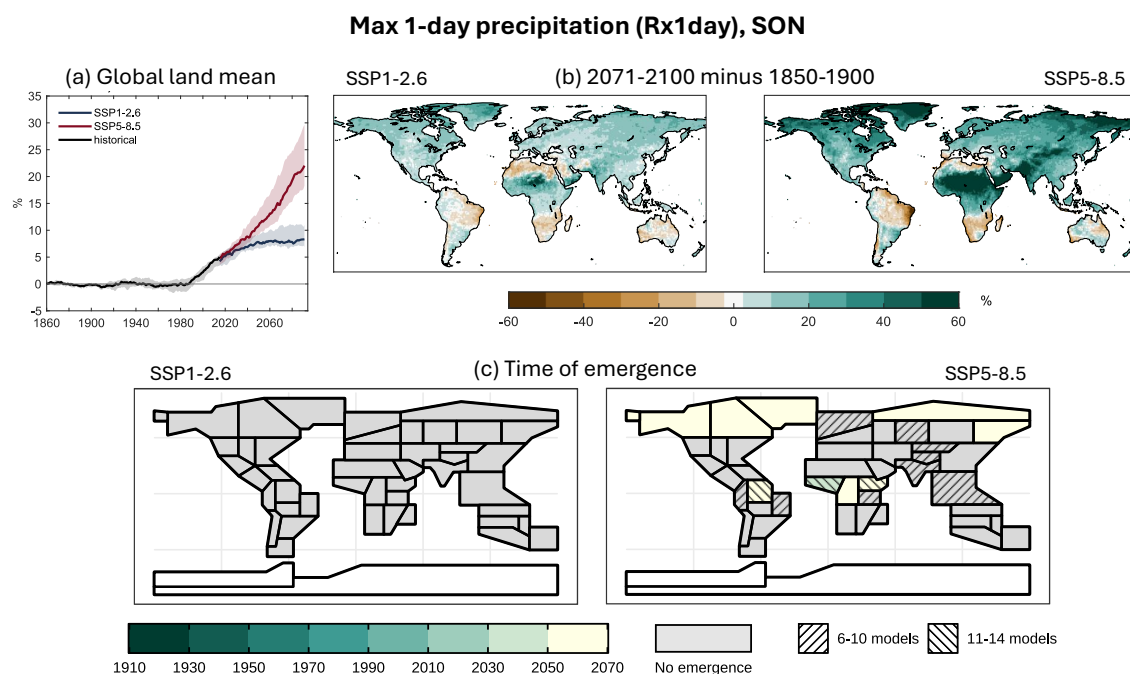 Max 1-day precipitation (Rx1day), SON
(a) Global land mean
SSP1-2.6
(b) 2071-2100 minus 1850-1900
SSP5-8.5
35
30
25
20
15
10
5
0
-5
%
SSP1-2.6
SSP5-8.5
historical
1860 1900 1940 1980 2020 2060
-60 -40 -20 0 20 40 60
%
SSP1-2.6
(c) Time of emergence
SSP5-8.5
1910 1930 1950 1970 1990 2010 2030 2050 2070
No emergence
6-10 models
11-14 models